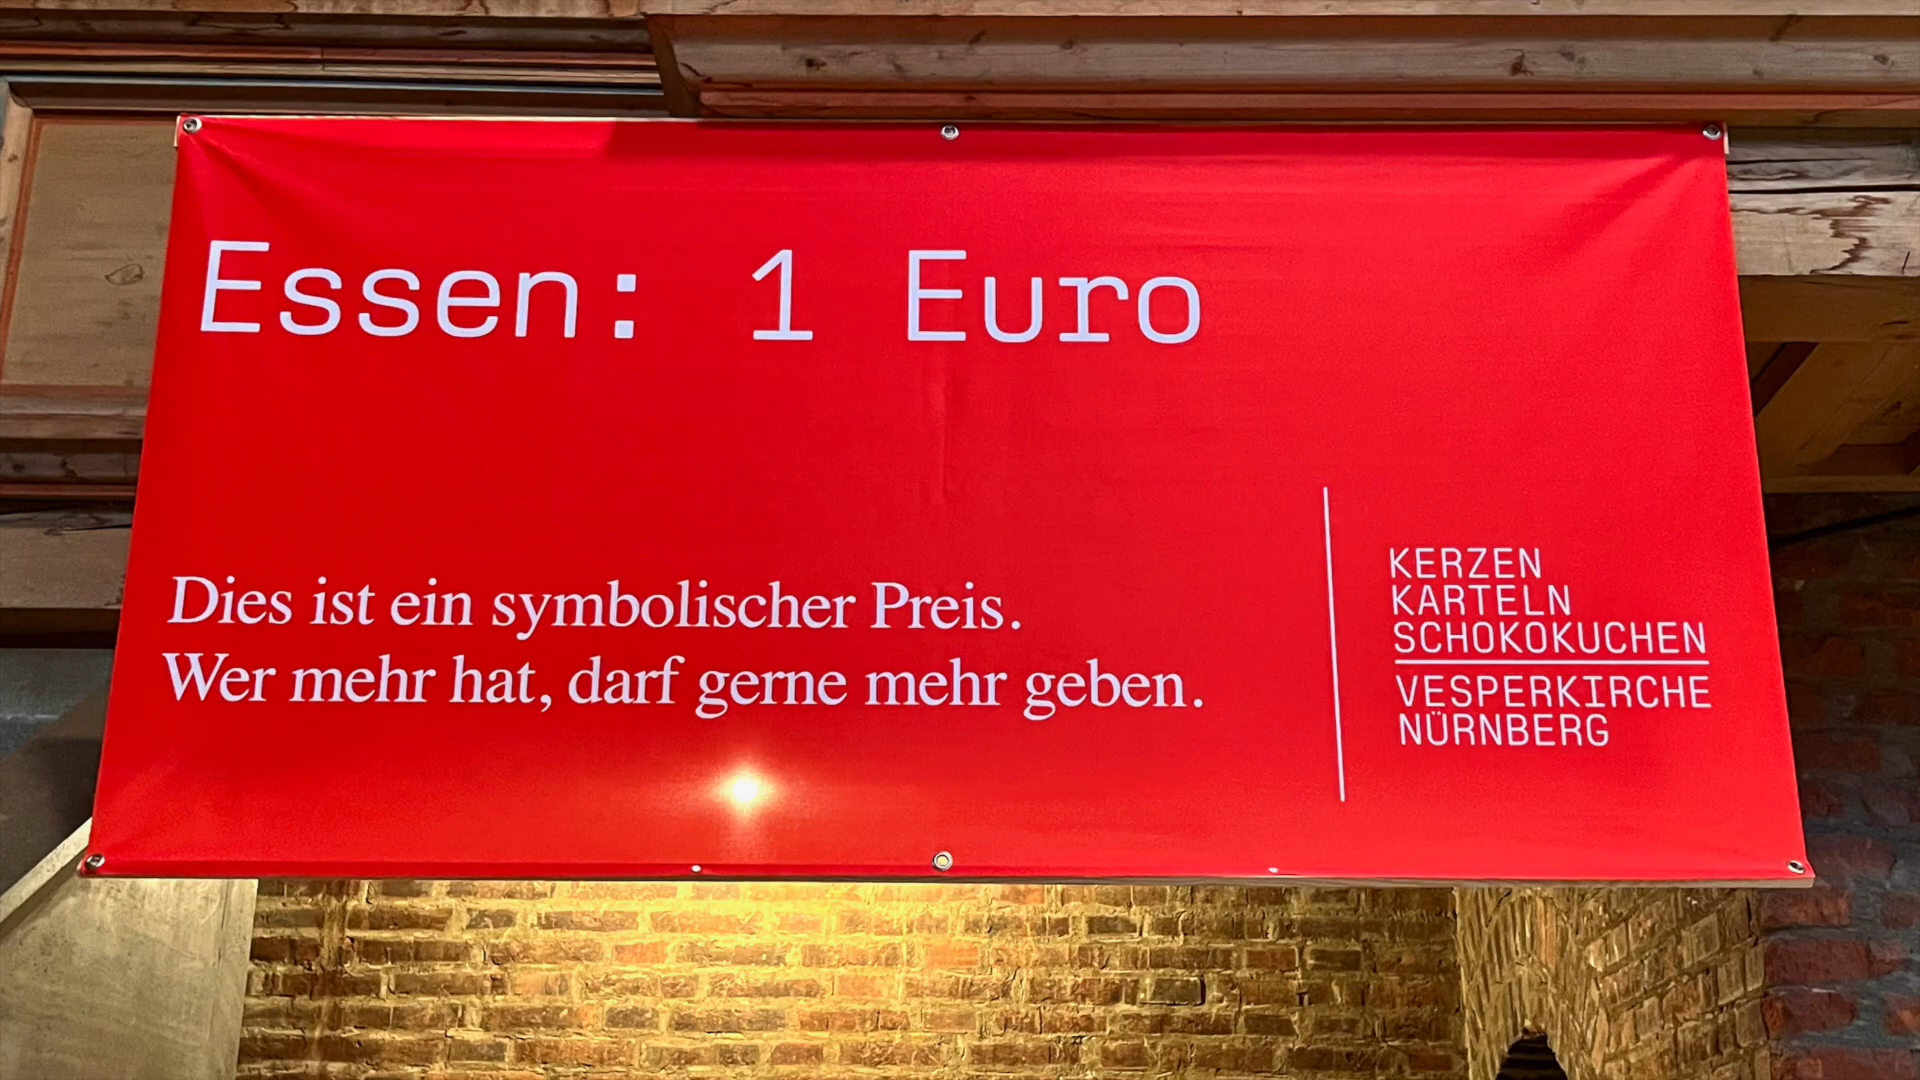 Essen: 1 Euro
Dies ist ein symbolischer Preis.
Wer mehr hat, darf gerne mehr geben.
KERZEN
KARTELN
SCHOKOKUCHEN
VESPERKIRCHE
NÜRNBERG